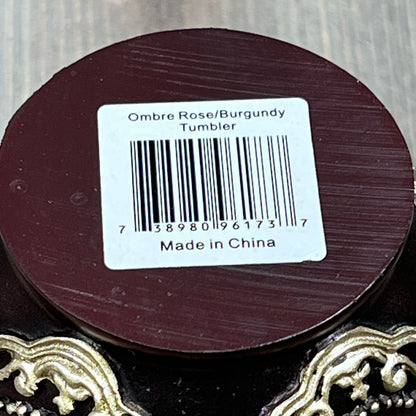 Ombre Rose/Burgundy
Tumbler
7 38980 96173 7
Made in China